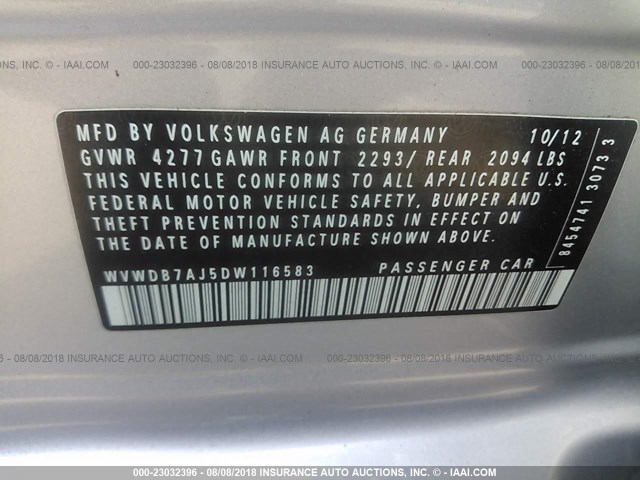 000-23032396 - 08/08/2018 INSURANCE AUTO AUCTIONS, INC. - © IAAI.COM
MFD BY VOLKSWAGEN AG GERMANY 10/12
GVWR 4277 GAWR FRONT 2293/ REAR 2094 LBS
THIS VEHICLE CONFORMS TO ALL APPLICABLE U.S.
FEDERAL MOTOR VEHICLE SAFETY, BUMPER AND
THEFT PREVENTION STANDARDS IN EFFECT ON
THE DATE OF MANUFACTURE SHOWN ABOVE.
8454741 3073 3
WVWDB7AJ5DW116583 PASSENGER CAR
000-23032396 - 08/08/2018 INSURANCE AUTO AUCTIONS, INC. - © IAAI.COM
000-23032396 - 08/08/2018 INSURANCE AUTO AUCTIONS, INC. - © IAAI.COM